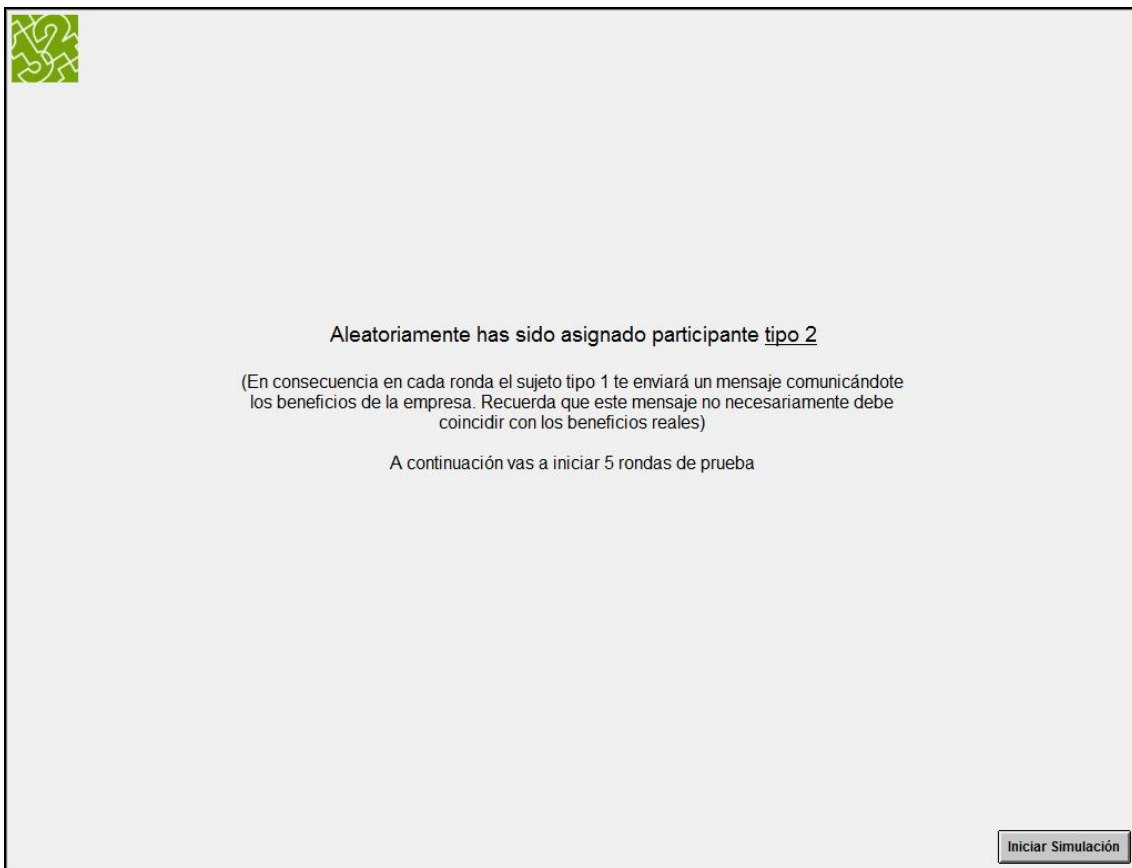 Aleatoriamente has sido asignado participante tipo 2
(En consecuencia en cada ronda el sujeto tipo 1 te enviará un mensaje comunicándote
los beneficios de la empresa. Recuerda que este mensaje no necesariamente debe
coincidir con los beneficios reales)
A continuación vas a iniciar 5 rondas de prueba
Iniciar Simulación